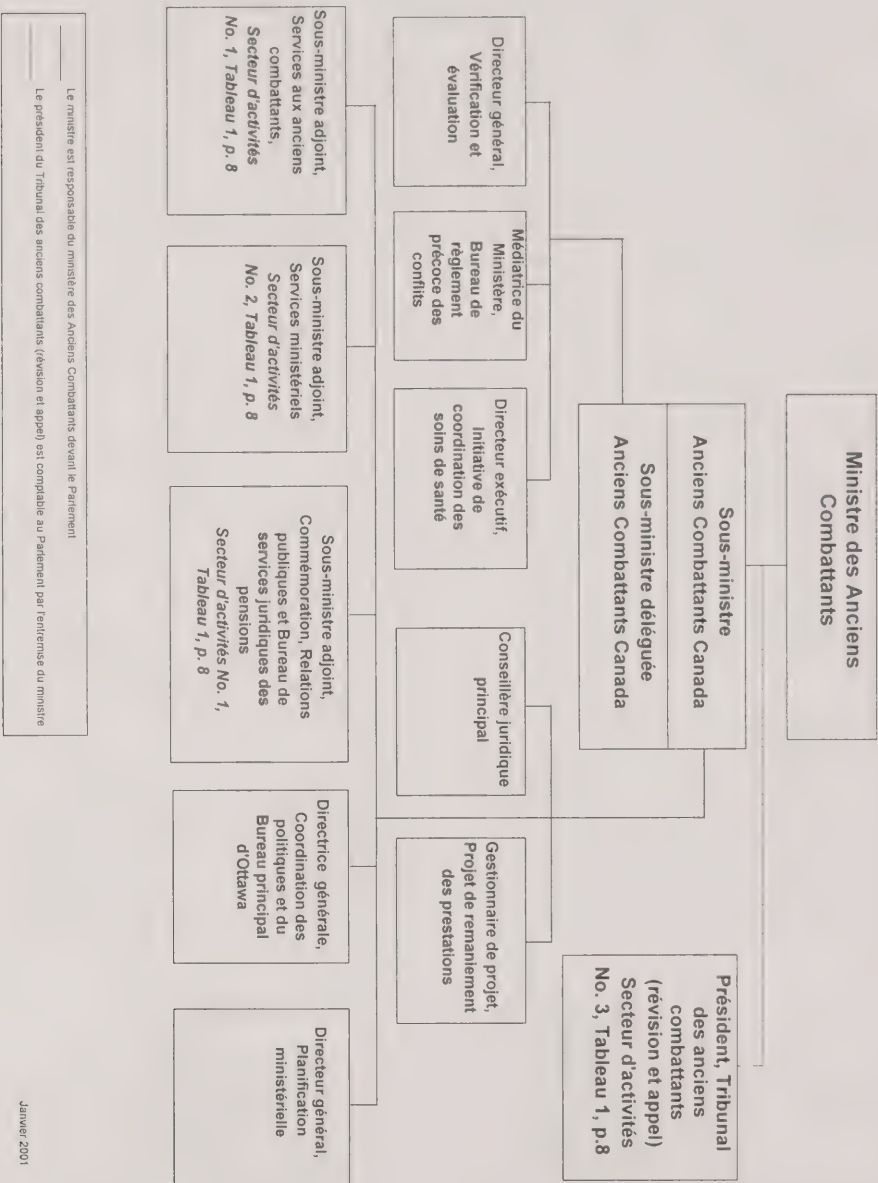 Ministre des Anciens
Combattants
Sous-ministre
Anciens Combattants Canada
Sous-ministre déléguée
Anciens Combattants Canada
Président, Tribunal
des anciens
combattants
(révision et appel)
Secteur d'activités
No. 3, Tableau 1, p.8
Directeur général,
Vérification et
évaluation
Médiatrice du
Ministère,
Bureau de
règlement
précoce des
conflits
Directeur exécutif,
Initiative de
coordination des
soins de santé
Conseillère juridique
principal
Gestionnaire de projet,
Projet de remaniement
des prestations
Sous-ministre adjoint,
Services aux anciens
combattants,
Secteur d'activités
No. 1, Tableau 1, p. 8
Sous-ministre adjoint,
Services ministériels
Secteur d'activités
No. 2, Tableau 1, p. 8
Sous-ministre adjoint,
Commémoration, Relations
publiques et Bureau de
services juridiques des
pensions
Secteur d'activités No. 1,
Tableau 1, p. 8
Directrice générale,
Coordination des
politiques et du
Bureau principal
d'Ottawa
Directeur général,
Planification
ministérielle
Le ministre est responsable du ministère des Anciens Combattants devant le Parlement
Le président du Tribunal des anciens combattants (révision et appel) est comptable au Parlement par l'entremise du ministre
Janvier 2001